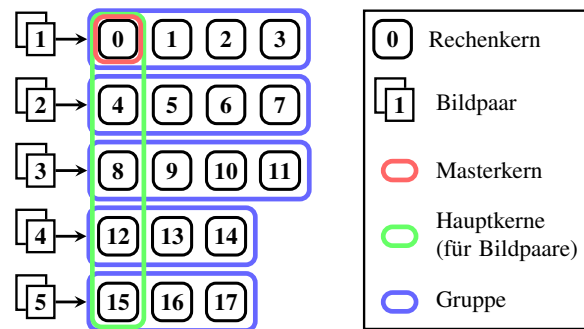 1 0 1 2 3
2 4 5 6 7
3 8 9 10 11
4 12 13 14
5 15 16 17
0 Rechenkern
1 Bildpaar
Masterkern
Hauptkerne
(für Bildpaare)
Gruppe